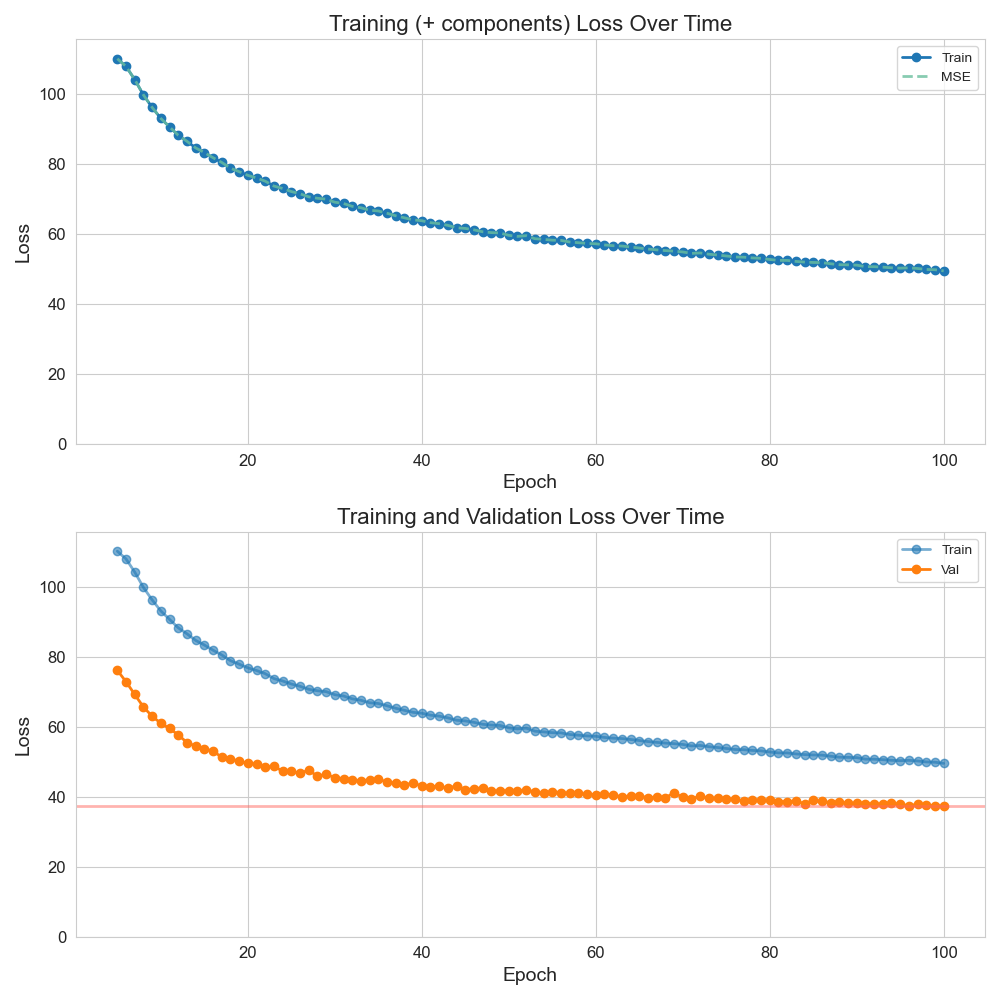 Training (+ components) Loss Over Time
Train
MSE
100
80
60
40
20
0
Loss
20 40 60 80 100
Epoch
Training and Validation Loss Over Time
Train
Val
100
80
60
40
20
0
Loss
20 40 60 80 100
Epoch